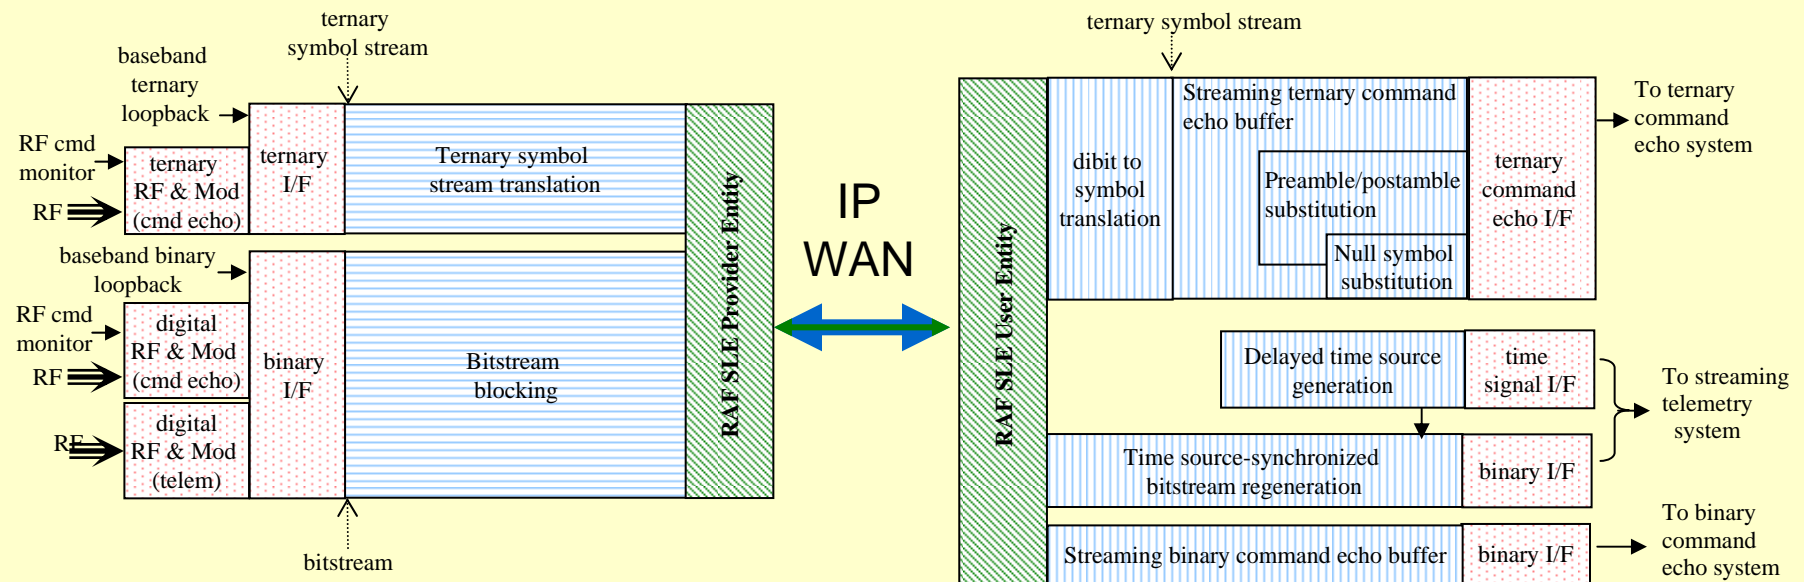 ternary
symbol stream
baseband
ternary
loopback
RF cmd
monitor
RF
ternary
RF & Mod
(cmd echo)
ternary
I/F
Ternary symbol
stream translation
baseband binary
loopback
RF cmd
monitor
RF
digital
RF & Mod
(cmd echo)
RF
digital
RF & Mod
(telem)
binary
I/F
Bitstream
blocking
bitstream
RAF SLE Provider Entity
IP
WAN
RAF SLE User Entity
ternary symbol stream
dibit to
symbol
translation
Streaming ternary command
echo buffer
Preamble/postamble
substitution
Null symbol
substitution
ternary
command
echo I/F
To ternary
command
echo system
Delayed time source
generation
time
signal I/F
Time source-synchronized
bitstream regeneration
binary I/F
To streaming
telemetry
system
Streaming binary command echo buffer
binary I/F
To binary
command
echo system